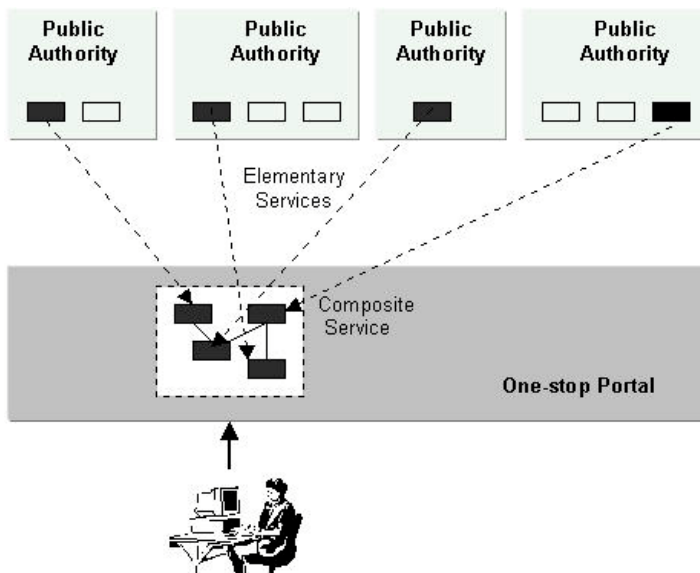 Public
Authority
Public
Authority
Public
Authority
Public
Authority
Elementary
Services
Composite
Service
One-stop Portal